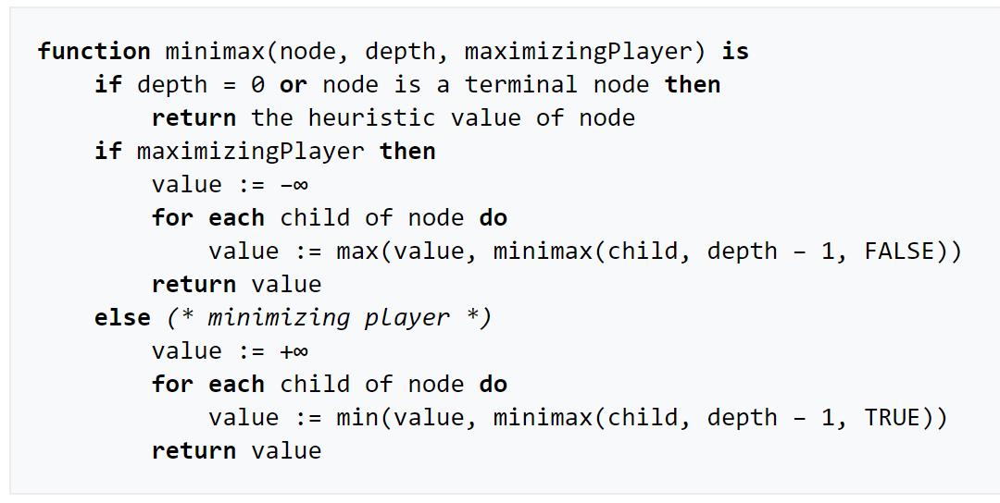 function minimax(node, depth, maximizingPlayer) is
    if depth = 0 or node is a terminal node then
        return the heuristic value of node
    if maximizingPlayer then
        value := −∞
        for each child of node do
            value := max(value, minimax(child, depth − 1, FALSE))
        return value
    else (* minimizing player *)
        value := +∞
        for each child of node do
            value := min(value, minimax(child, depth − 1, TRUE))
        return value